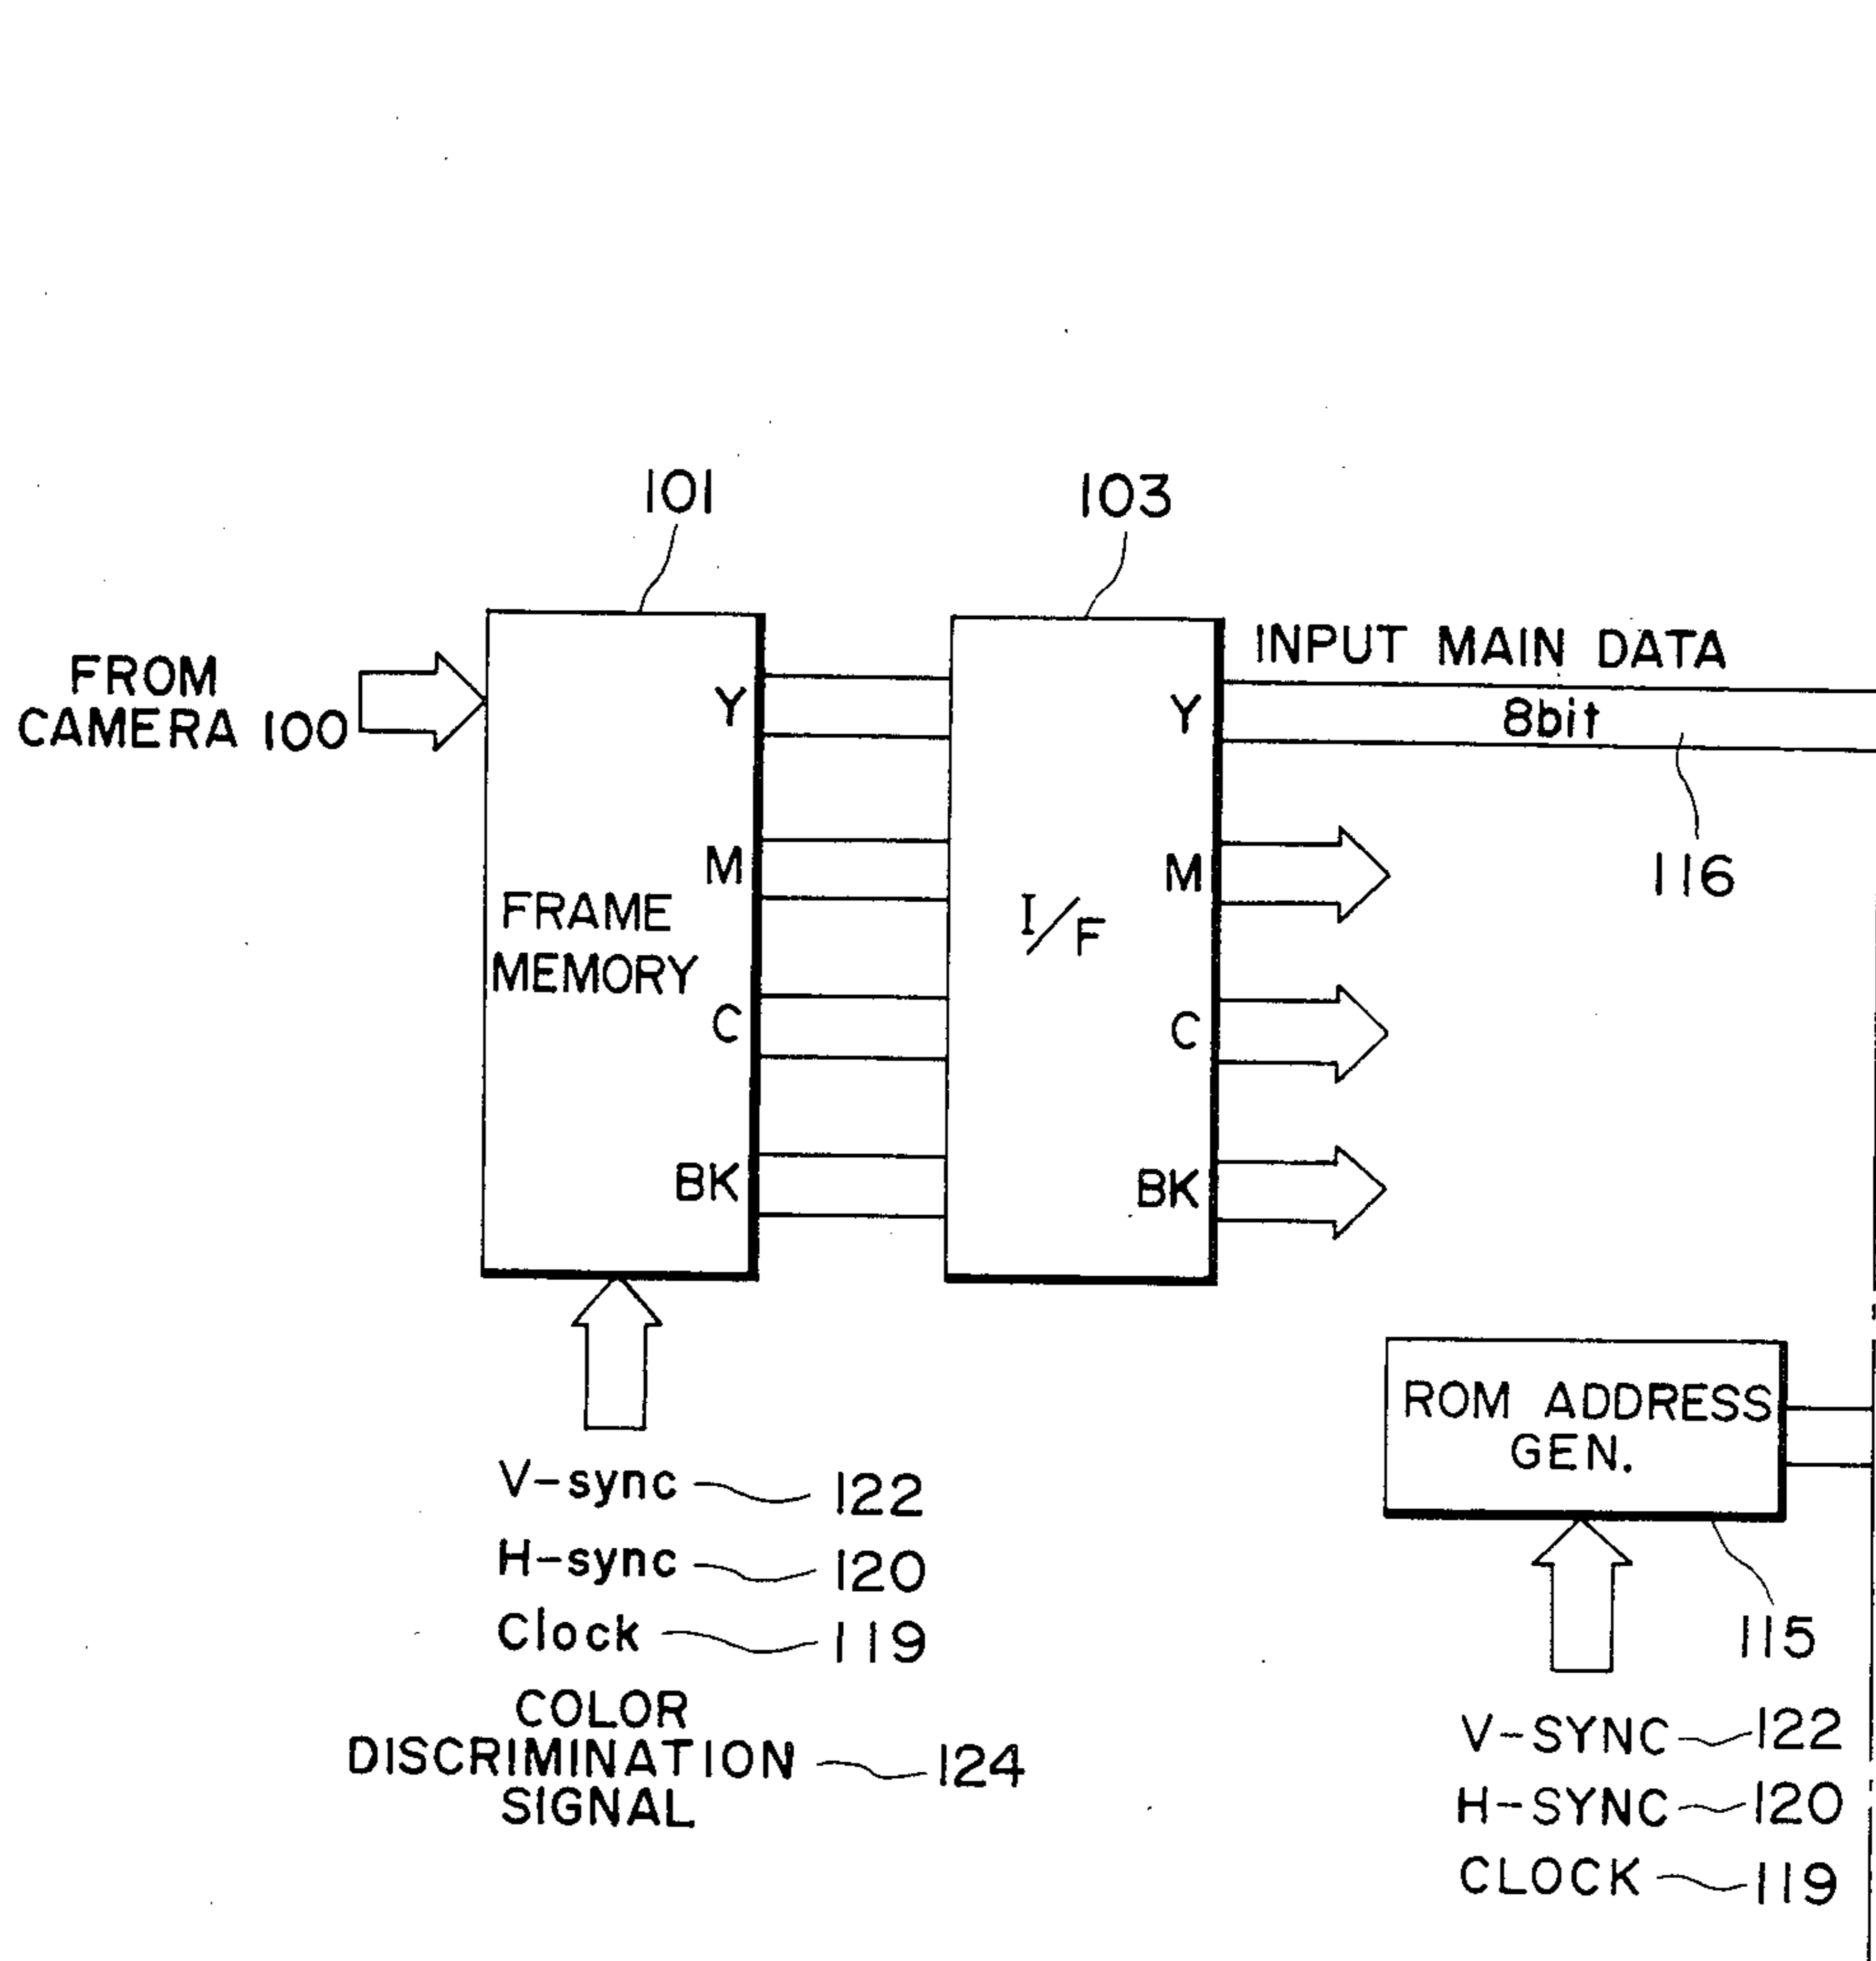 101
103
FROM
CAMERA 100
INPUT MAIN DATA
Y
Y
8bit
116
M
M
FRAME
MEMORY
I/F
C
C
BK
BK
ROM ADDRESS
GEN.
115
V-sync 122
H-sync 120
Clock 119
COLOR
DISCRIMINATION 124
SIGNAL
V-SYNC 122
H-SYNC 120
CLOCK 119